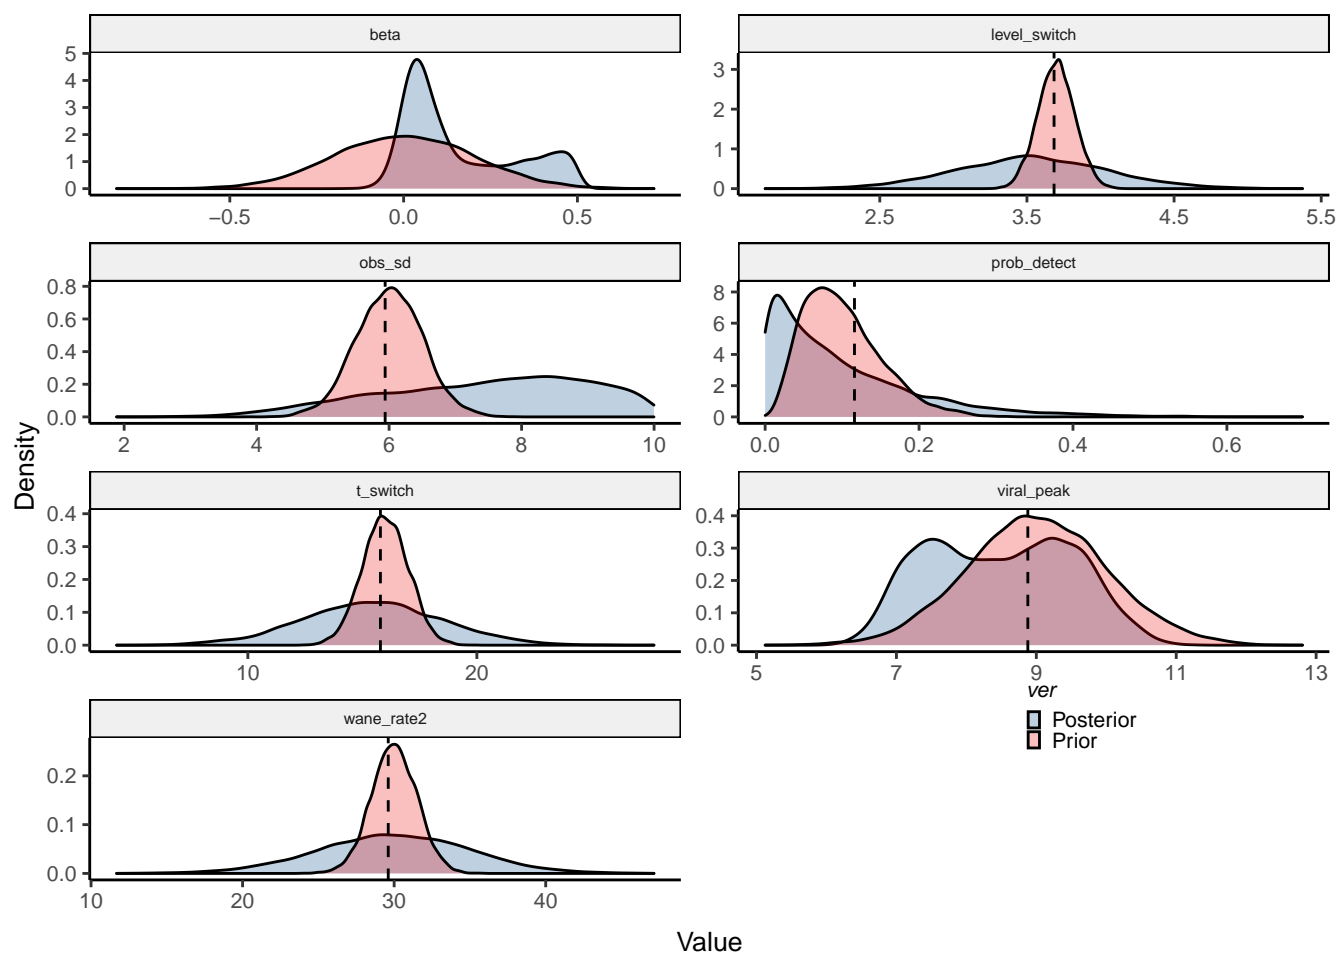 beta
5
4
3
2
1
0
−0.5 0.0 0.5
level_switch
3
2
1
0
2.5 3.5 4.5 5.5
obs_sd
0.8
0.6
0.4
0.2
0.0
2 4 6 8 10
prob_detect
8
6
4
2
0
0.0 0.2 0.4 0.6
t_switch
0.4
0.3
0.2
0.1
0.0
10 20
viral_peak
0.4
0.3
0.2
0.1
0.0
5 7 9 11 13
wane_rate2
0.2
0.1
0.0
10 20 30 40
ver
Posterior
Prior
Density
Value